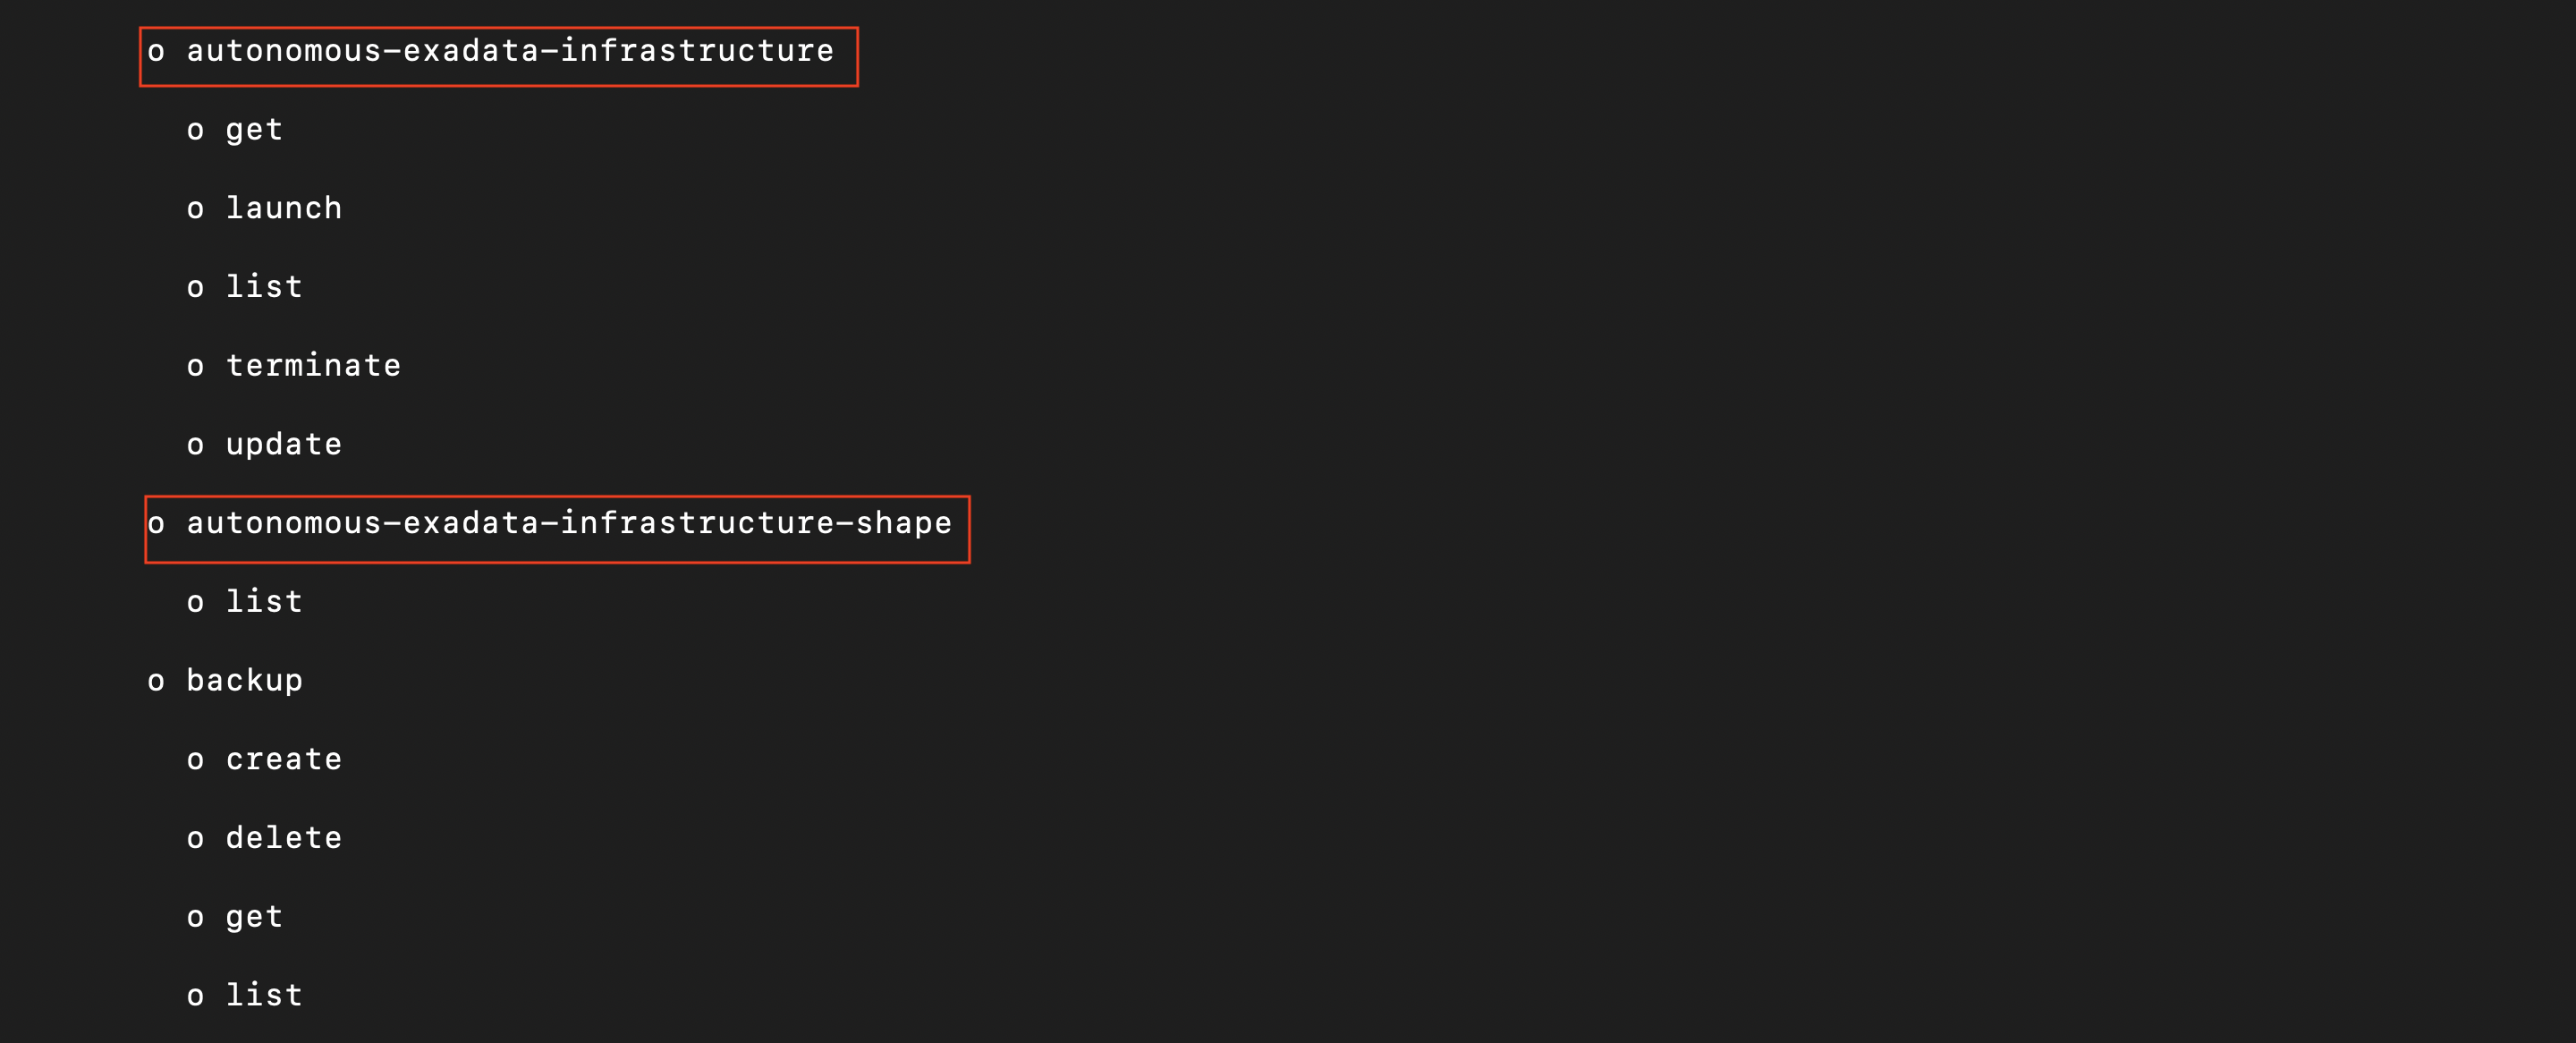 o autonomous-exadata-infrastructure
o get
o launch
o list
o terminate
o update
o autonomous-exadata-infrastructure-shape
o list
o backup
o create
o delete
o get
o list